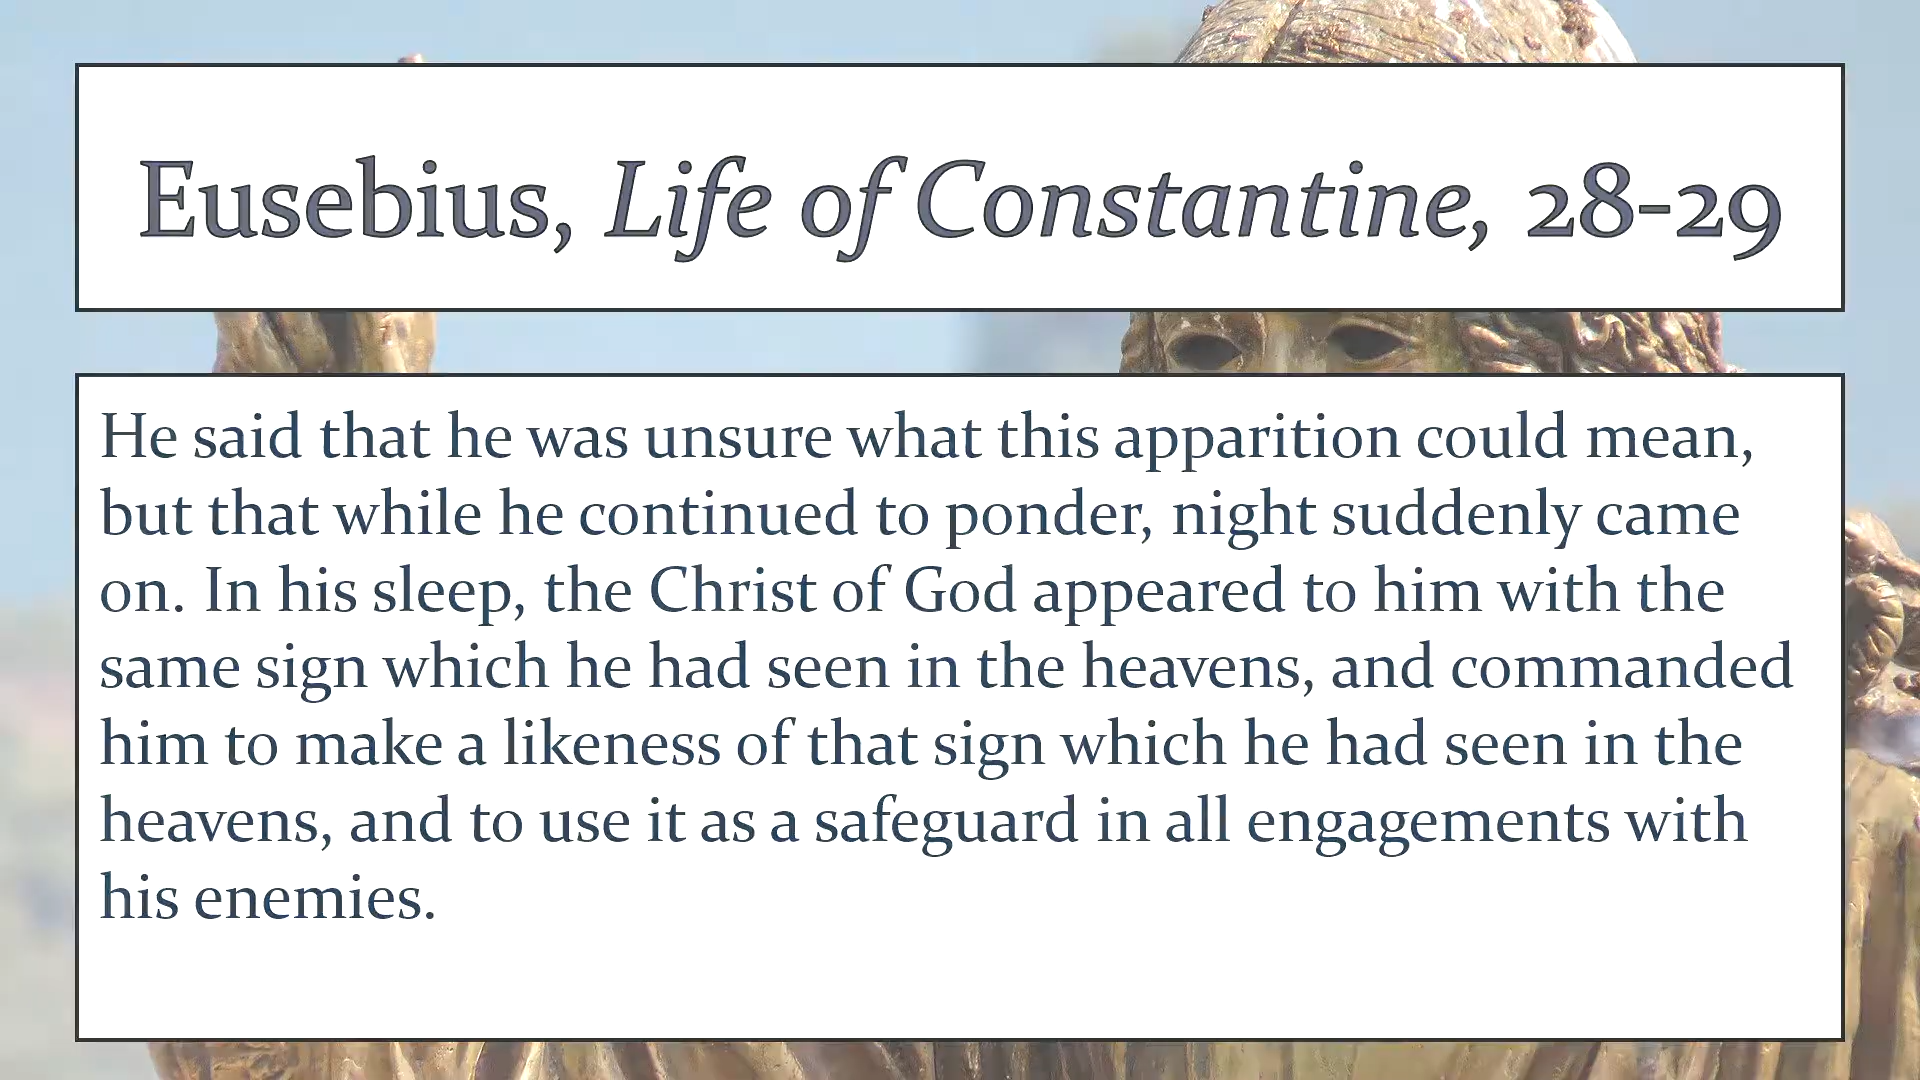 Eusebius, Life of Constantine, 28-29
He said that he was unsure what this apparition could mean,
but that while he continued to ponder, night suddenly came
on. In his sleep, the Christ of God appeared to him with the
same sign which he had seen in the heavens, and commanded
him to make a likeness of that sign which he had seen in the
heavens, and to use it as a safeguard in all engagements with
his enemies.